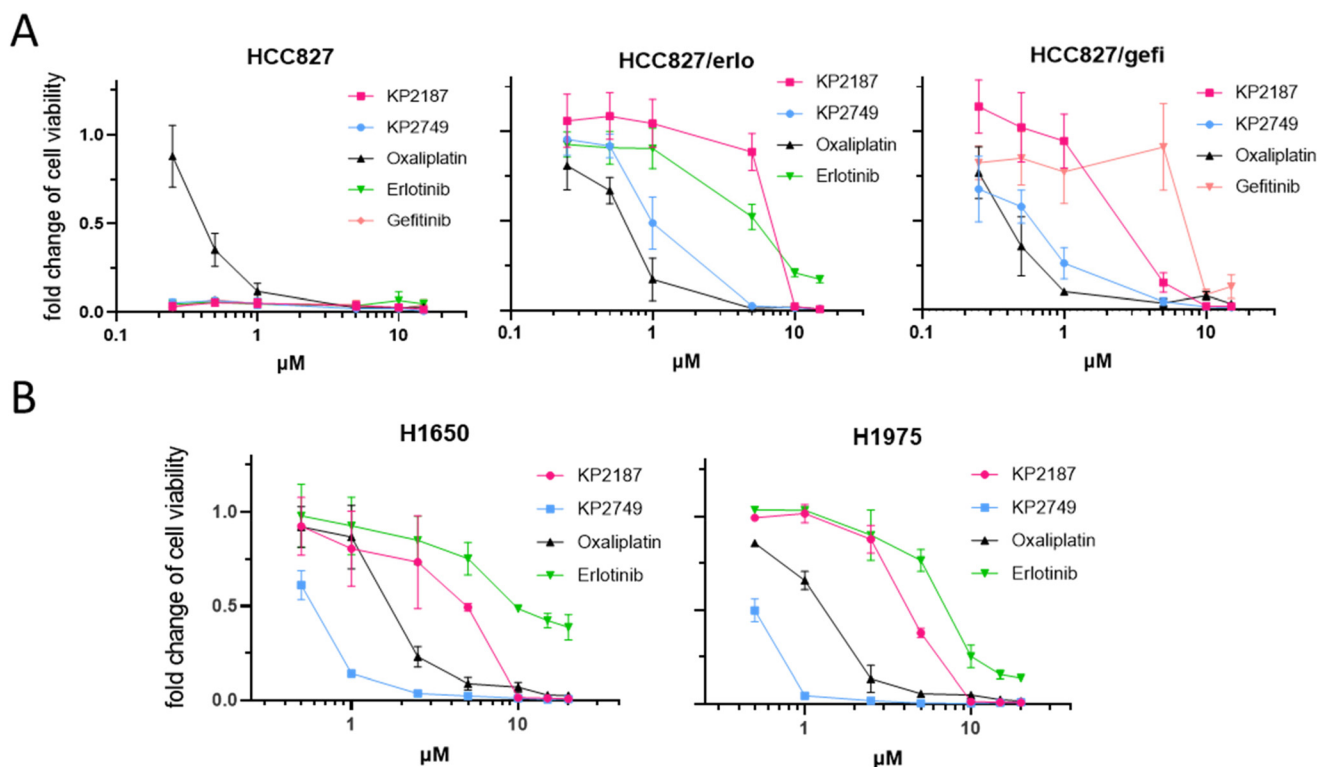 A
HCC827
fold change of cell viability
1.0
0.5
0.0
0.1
1
10
µM
KP2187
KP2749
Oxaliplatin
Erlotinib
Gefitinib
HCC827/erlo
0.1
1
10
µM
KP2187
KP2749
Oxaliplatin
Erlotinib
HCC827/gefi
0.1
1
10
µM
KP2187
KP2749
Oxaliplatin
Gefitinib
B
H1650
fold change of cell viability
1.0
0.5
0.0
1
10
µM
KP2187
KP2749
Oxaliplatin
Erlotinib
H1975
1
10
µM
KP2187
KP2749
Oxaliplatin
Erlotinib